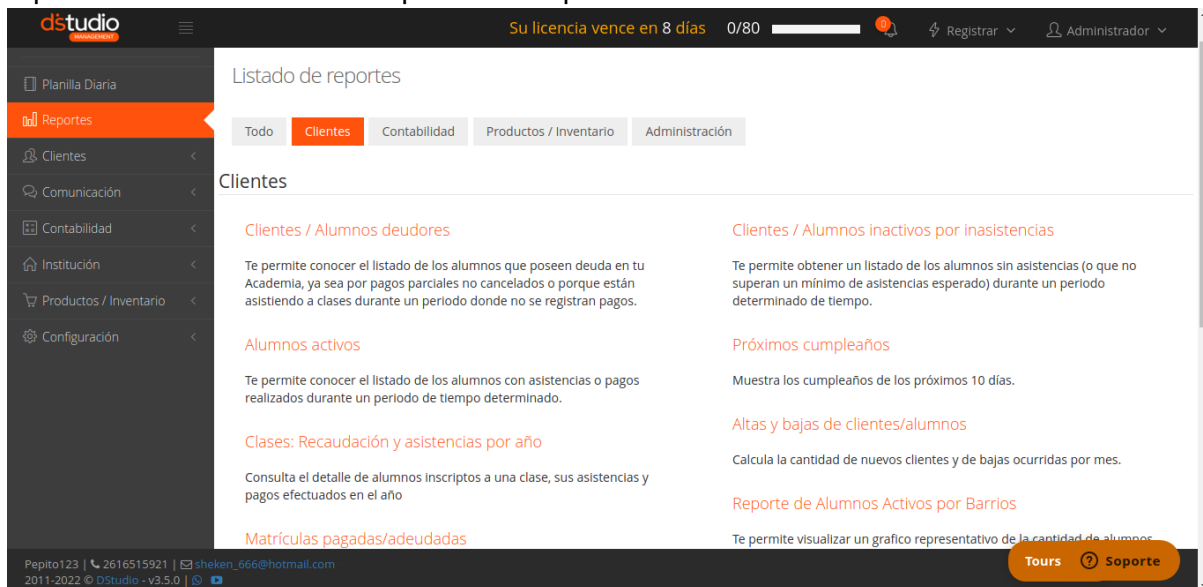 dstudio
MANAGEMENT
Su licencia vence en 8 días
0/80
0
Registrar
Administrador
Planilla Diaria
Reportes
Clientes
Comunicación
Contabilidad
Institución
Productos / Inventario
Configuración
Listado de reportes
Todo
Clientes
Contabilidad
Productos / Inventario
Administración
Clientes
Clientes / Alumnos deudores
Te permite conocer el listado de los alumnos que poseen deuda en tu
Academia, ya sea por pagos parciales no cancelados o porque están
asistiendo a clases durante un periodo donde no se registran pagos.
Alumnos activos
Te permite conocer el listado de los alumnos con asistencias o pagos
realizados durante un periodo de tiempo determinado.
Clases: Recaudación y asistencias por año
Consulta el detalle de alumnos inscriptos a una clase, sus asistencias y
pagos efectuados en el año
Matrículas pagadas/adeudadas
Clientes / Alumnos inactivos por inasistencias
Te permite obtener un listado de los alumnos sin asistencias (o que no
superan un mínimo de asistencias esperado) durante un periodo
determinado de tiempo.
Próximos cumpleaños
Muestra los cumpleaños de los próximos 10 días.
Altas y bajas de clientes/alumnos
Calcula la cantidad de nuevos clientes y de bajas ocurridas por mes.
Reporte de Alumnos Activos por Barrios
Te permite visualizar un grafico representativo de la cantidad de alumnos
Tours ? Soporte
Pepito123 | 2616515921 | sheken_666@hotmail.com
2011-2022 © DStudio - v3.5.0 |